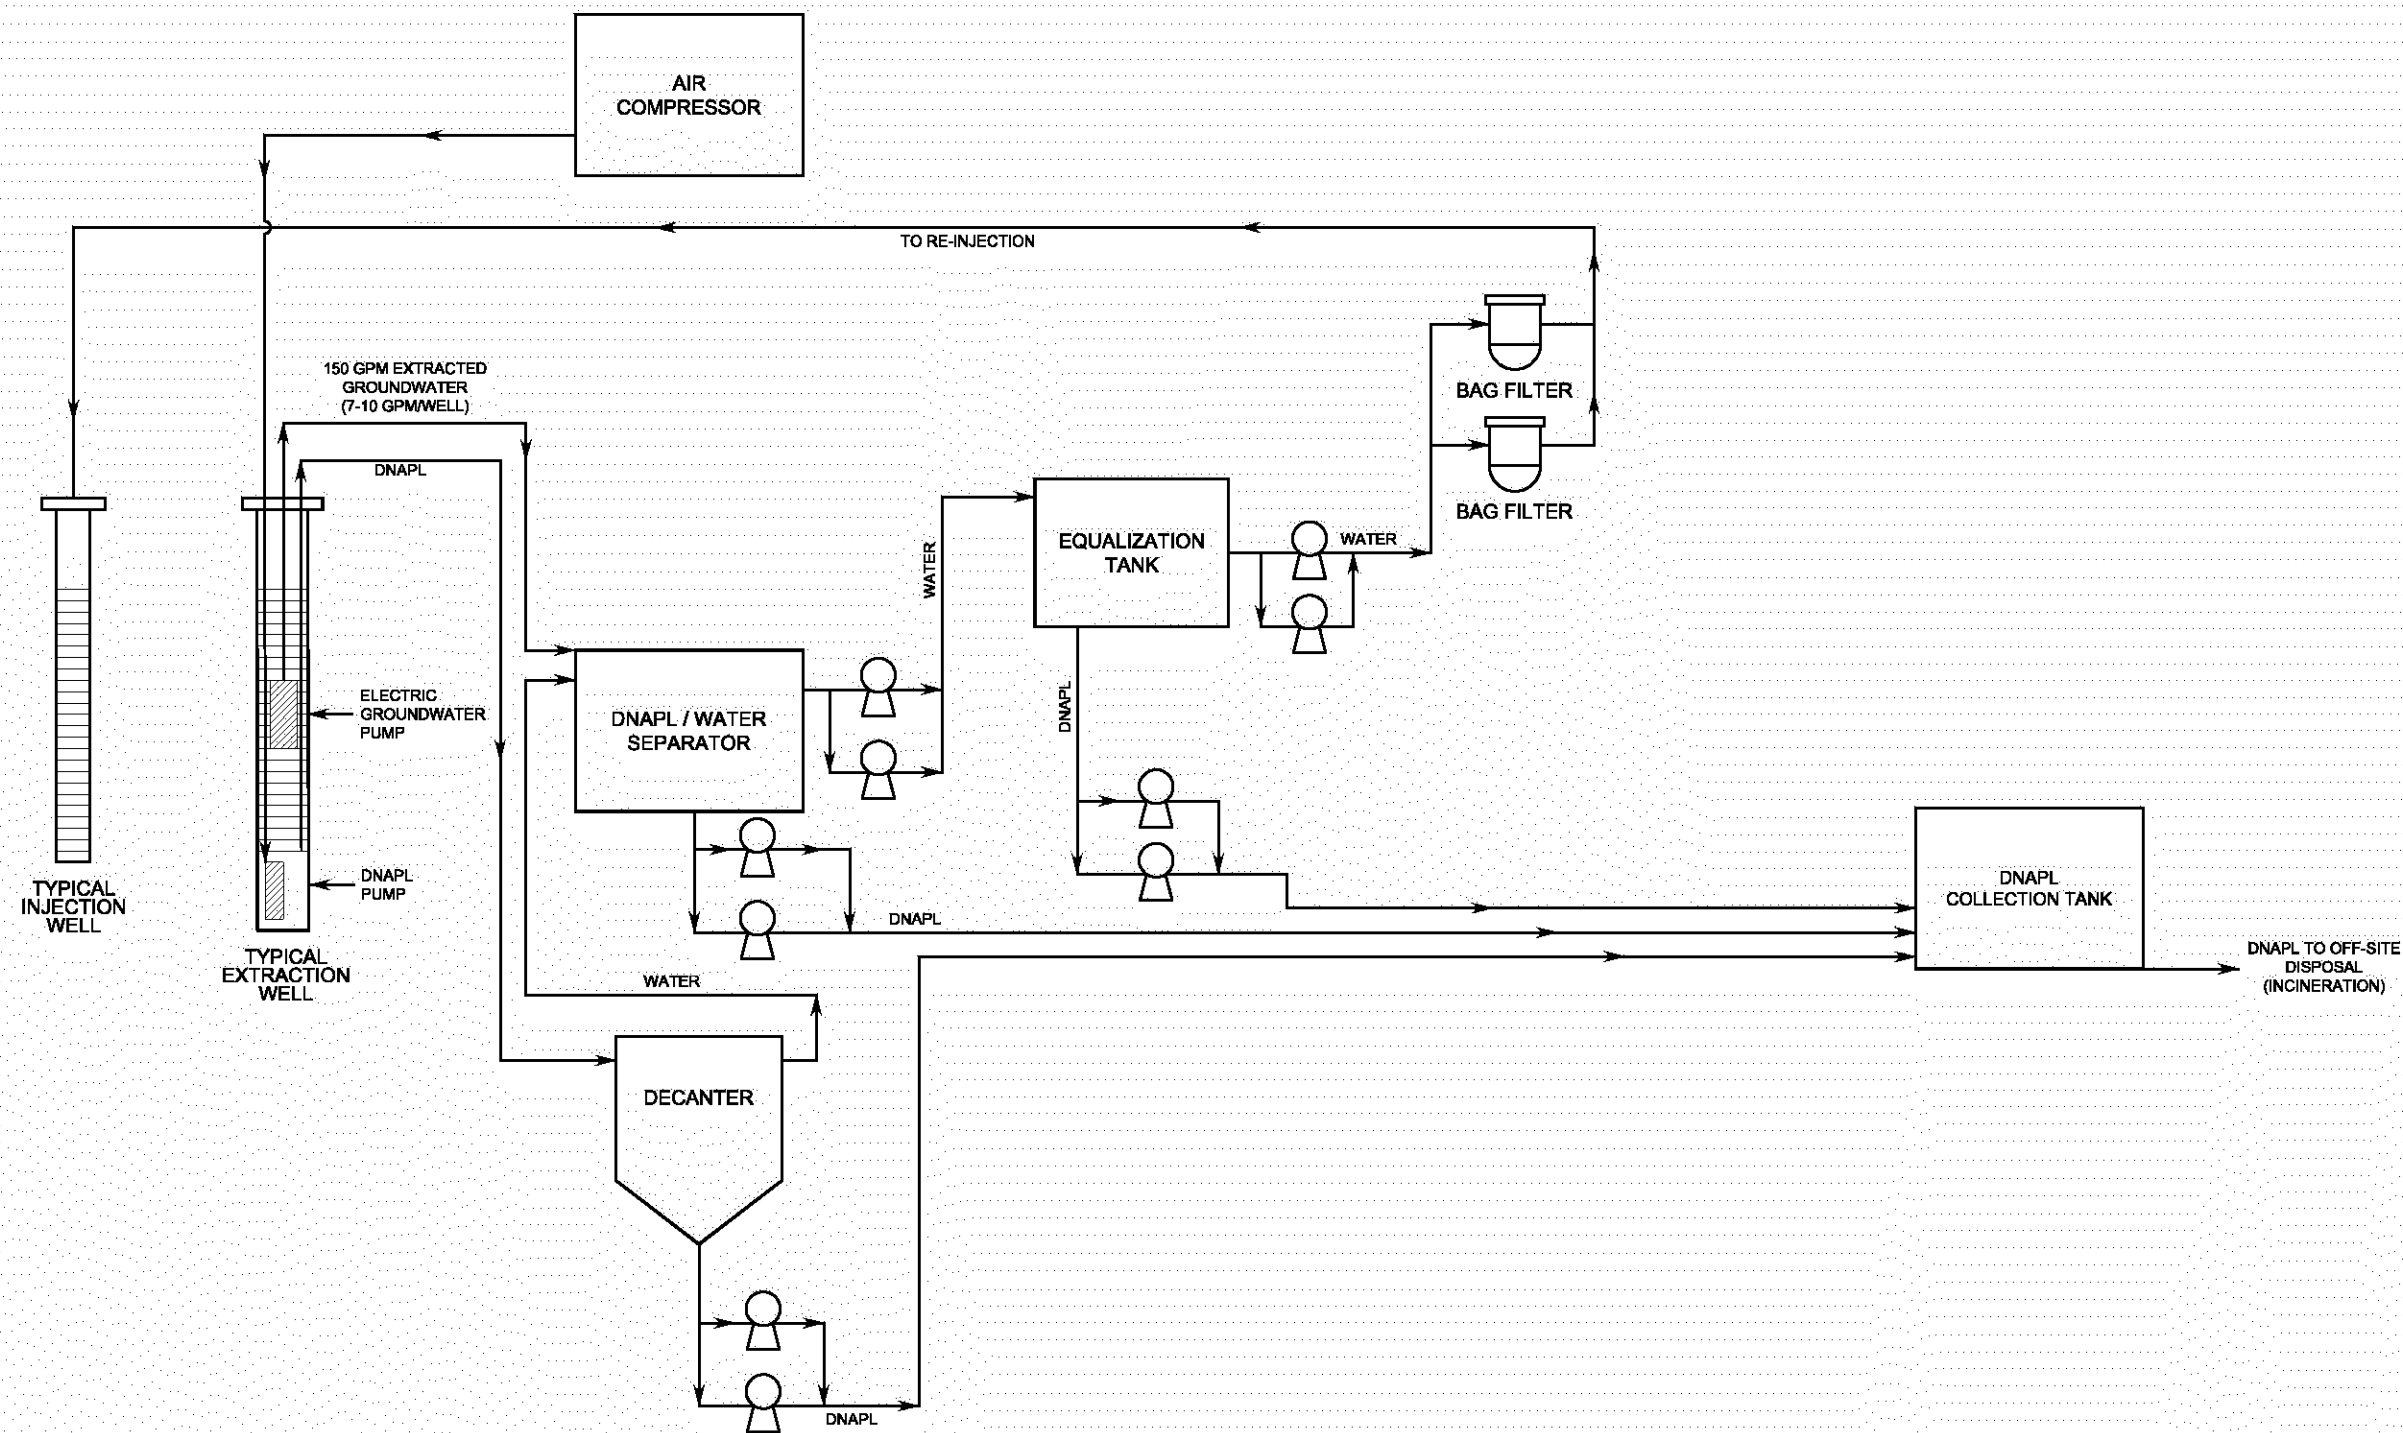 AIR
COMPRESSOR
TO RE-INJECTION
BAG FILTER
BAG FILTER
150 GPM EXTRACTED
GROUNDWATER
(7-10 GPM/WELL)
DNAPL
EQUALIZATION
TANK
WATER
WATER
ELECTRIC
GROUNDWATER
PUMP
DNAPL / WATER
SEPARATOR
DNAPL
DNAPL
PUMP
TYPICAL
INJECTION
WELL
TYPICAL
EXTRACTION
WELL
DNAPL
DNAPL
COLLECTION TANK
DNAPL TO OFF-SITE
DISPOSAL
(INCINERATION)
WATER
DECANTER
DNAPL